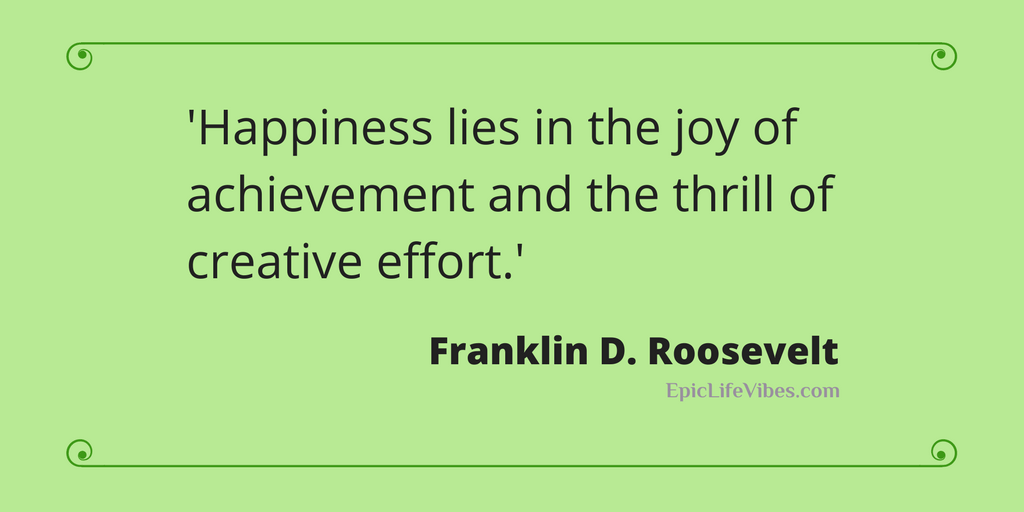 'Happiness lies in the joy of
achievement and the thrill of
creative effort.'
Franklin D. Roosevelt
EpicLifeVibes.com